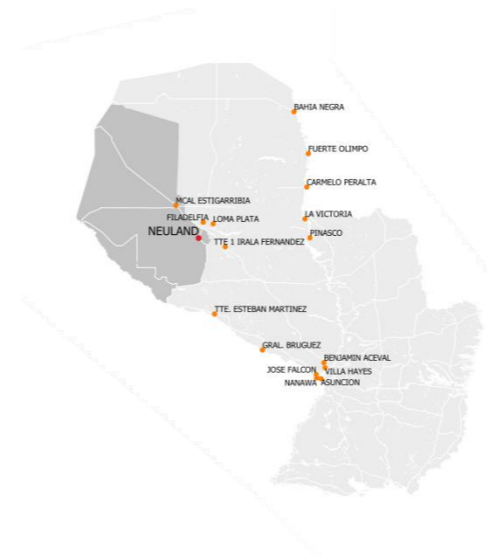 BAHIA NEGRA
FUERTE OLIMPO
CARMELO PERALTA
MCAL ESTIGARRIBIA
FILADELFIA
LOMA PLATA
LA VICTORIA
NEULAND
PINASCO
TTE 1 IRALA FERNANDEZ
TTE. ESTEBAN MARTINEZ
GRAL. BRUGUEZ
BENJAMIN ACEVAL
JOSE FALCON
VILLA HAYES
NANAWA
ASUNCION